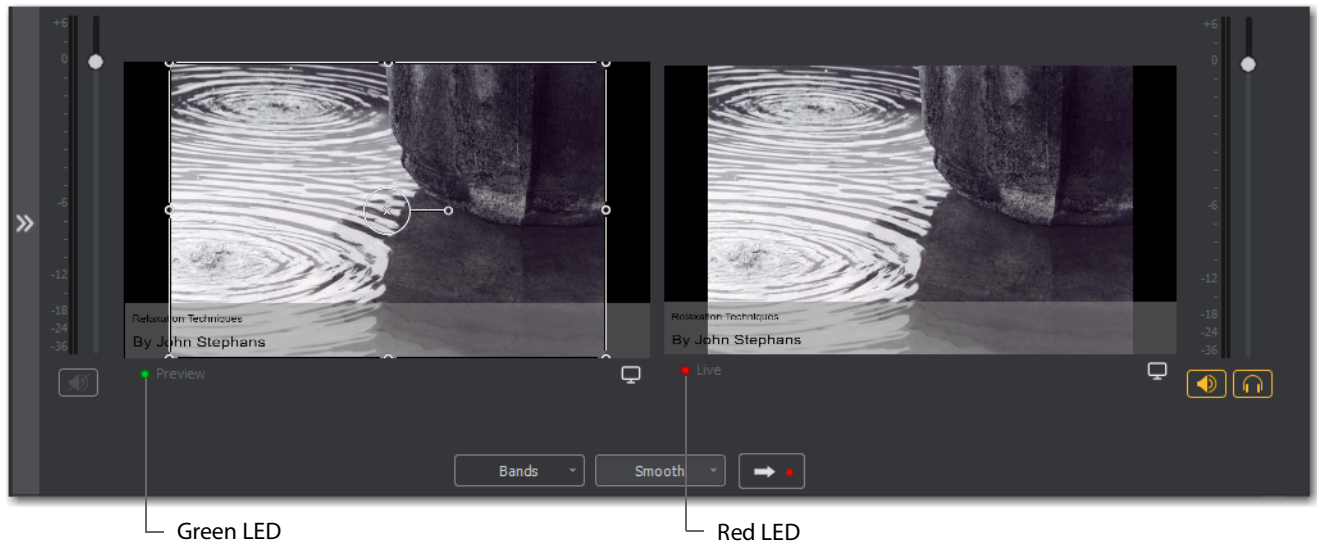 +6
+6
0
0
-6
-6
-12
-12
-18
-18
-24
-24
-36
-36
Relaxation Techniques
By John Stephans
Relaxation Techniques
By John Stephans
Preview
Live
Bands
Smooth
Green LED
Red LED